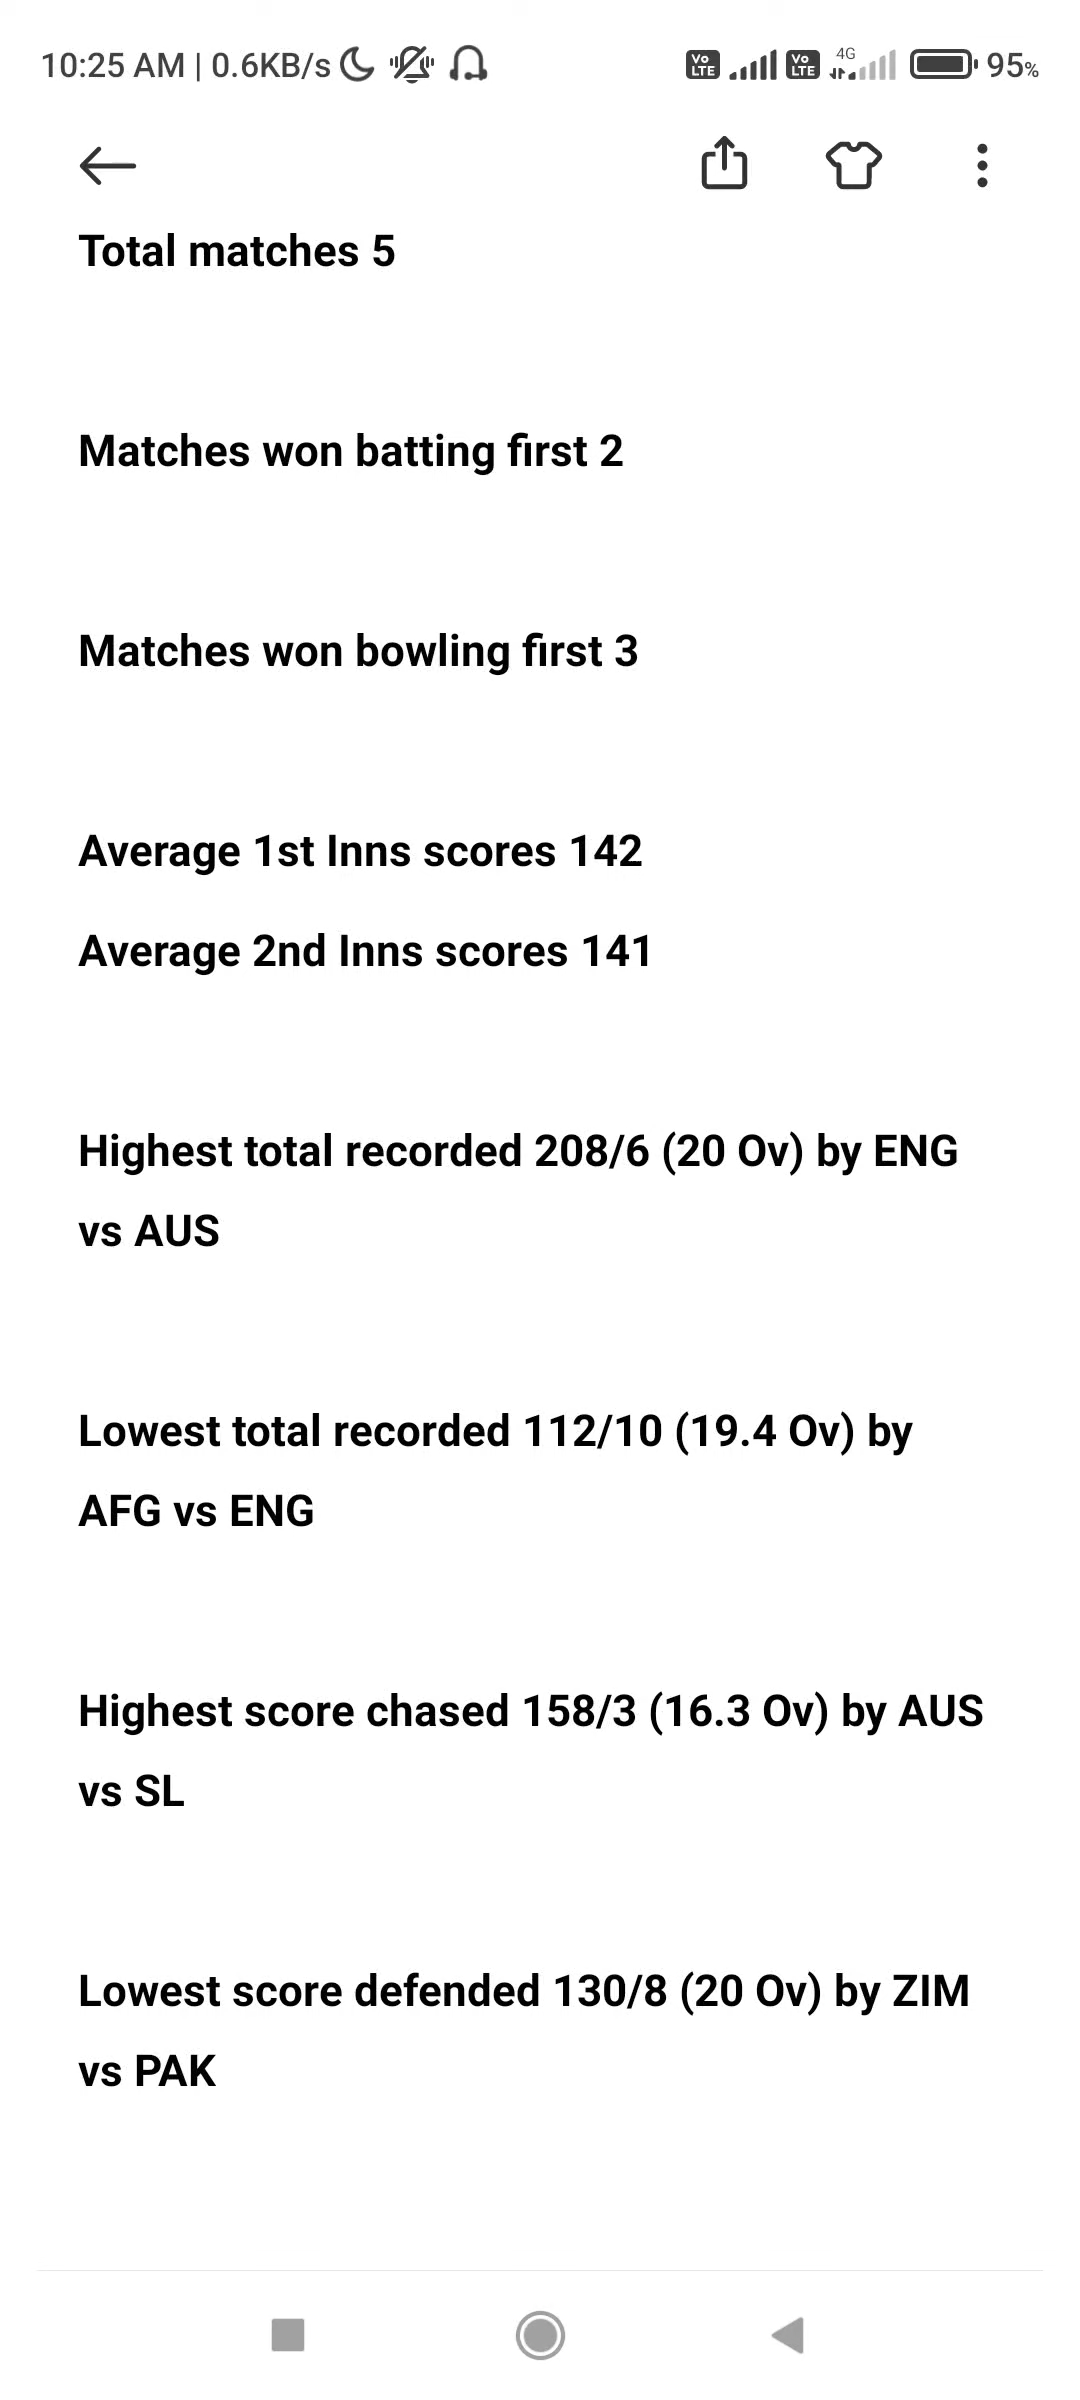 10:25 AM | 0.6KB/s Vo LTE Vo LTE 4G 95%
Total matches 5
Matches won batting first 2
Matches won bowling first 3
Average 1st Inns scores 142
Average 2nd Inns scores 141
Highest total recorded 208/6 (20 Ov) by ENG
vs AUS
Lowest total recorded 112/10 (19.4 Ov) by
AFG vs ENG
Highest score chased 158/3 (16.3 Ov) by AUS
vs SL
Lowest score defended 130/8 (20 Ov) by ZIM
vs PAK